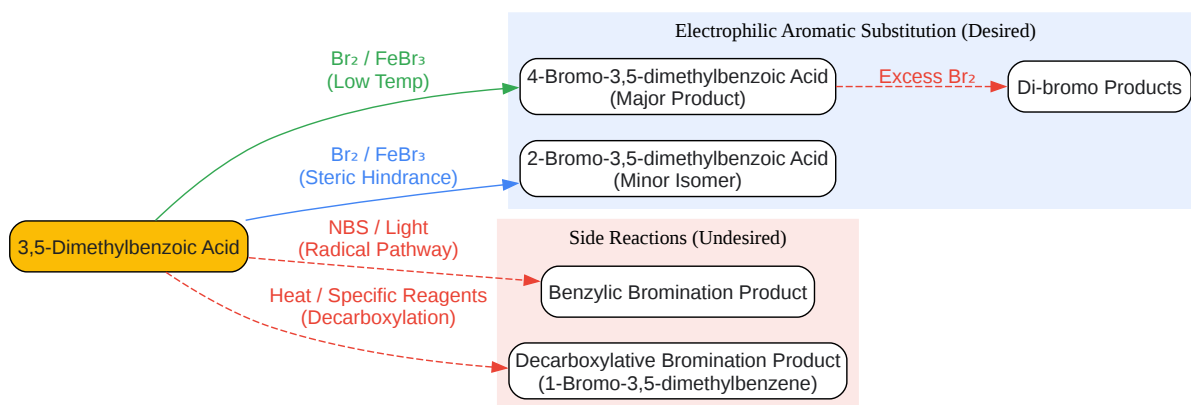 Electrophilic Aromatic Substitution (Desired)
Br₂ / FeBr₃
(Low Temp)
4-Bromo-3,5-dimethylbenzoic Acid
(Major Product)
Excess Br₂
Di-bromo Products
Br₂ / FeBr₃
(Steric Hindrance)
2-Bromo-3,5-dimethylbenzoic Acid
(Minor Isomer)
3,5-Dimethylbenzoic Acid
NBS / Light
(Radical Pathway)
Side Reactions (Undesired)
Benzylic Bromination Product
Heat / Specific Reagents
(Decarboxylation)
Decarboxylative Bromination Product
(1-Bromo-3,5-dimethylbenzene)